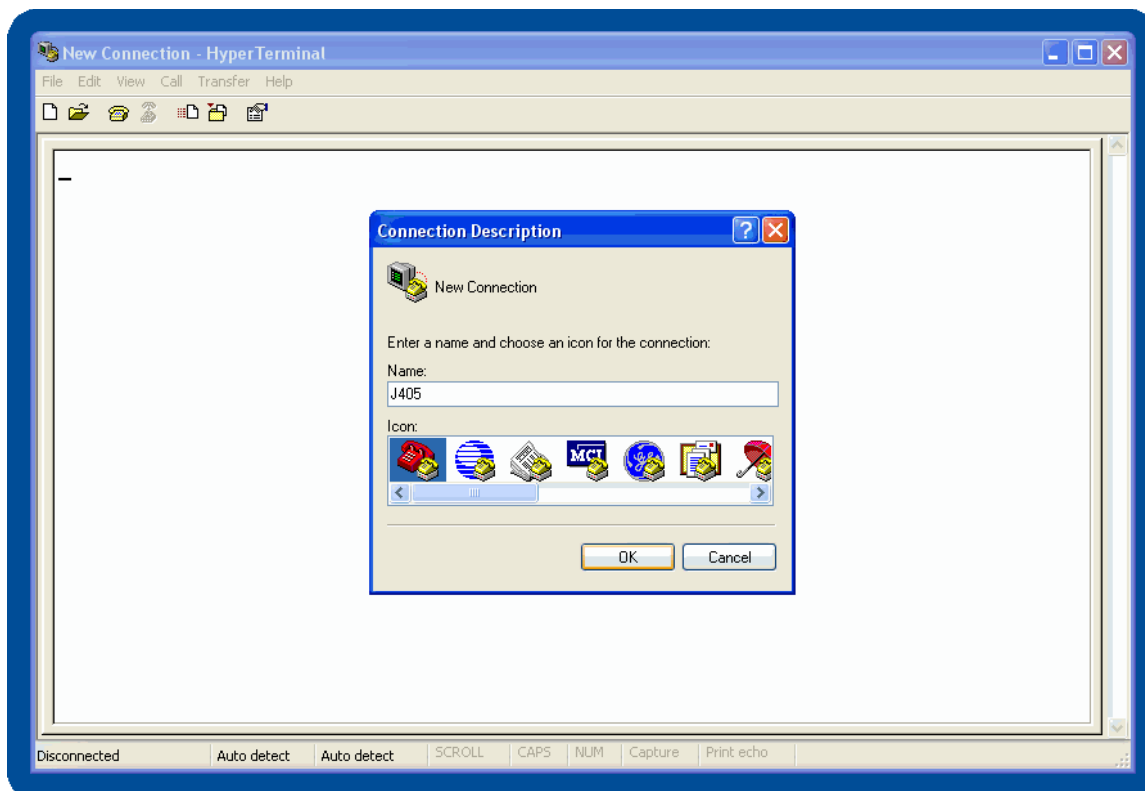 New Connection - HyperTerminal
File Edit View Call Transfer Help
Connection Description
New Connection
Enter a name and choose an icon for the connection:
Name:
J405
Icon:
MCI
OK Cancel
Disconnected Auto detect Auto detect SCROLL CAPS NUM Capture Print echo